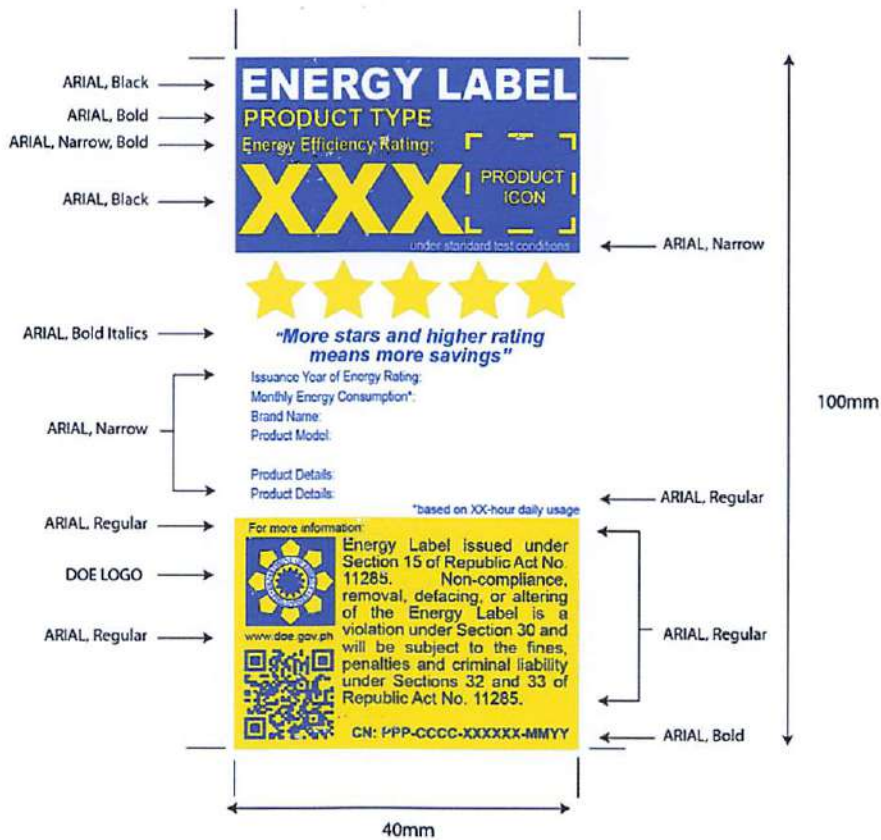 ARIAL, Black
ENERGY LABEL
ARIAL, Bold
PRODUCT TYPE
ARIAL, Narrow, Bold
Energy Efficiency Rating:
ARIAL, Black
XXX
PRODUCT
ICON
under standard test conditions
ARIAL, Narrow
ARIAL, Bold Italics
"More stars and higher rating
means more savings"
Issuance Year of Energy Rating:
Monthly Energy Consumption*:
Brand Name:
ARIAL, Narrow
Product Model:
100mm
Product Details:
Product Details:
*based on XX-hour daily usage
ARIAL, Regular
ARIAL, Regular
For more information:
DOE LOGO
ARIAL, Regular
www.doe.gov.ph
Energy Label issued under
Section 15 of Republic Act No.
11285. Non-compliance,
removal, defacing, or altering
of the Energy Label is a
violation under Section 30 and
will be subject to the fines,
penalties and criminal liability
under Sections 32 and 33 of
Republic Act No. 11285.
ARIAL, Regular
CN: PPP-CCCC-XXXXXX-MMYY
ARIAL, Bold
40mm